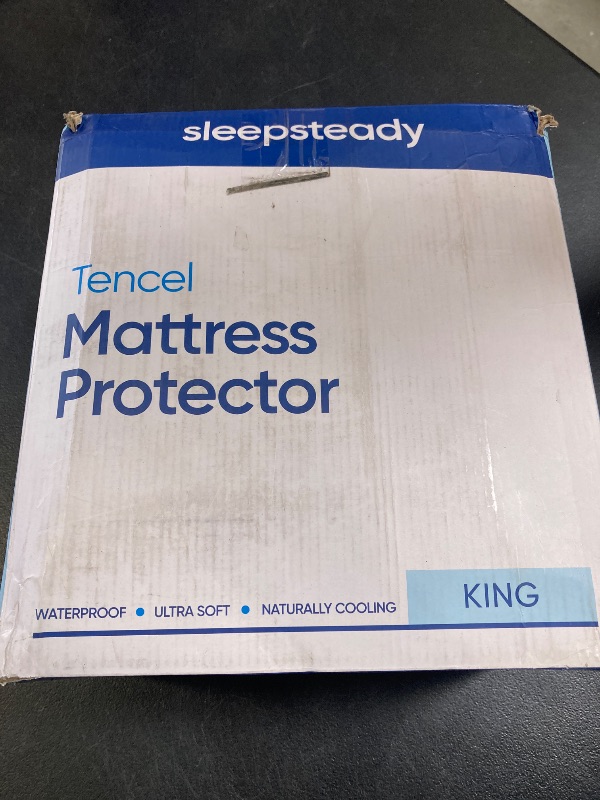 sleepsteady
Tencel
Mattress
Protector
WATERPROOF • ULTRA SOFT • NATURALLY COOLING
KING